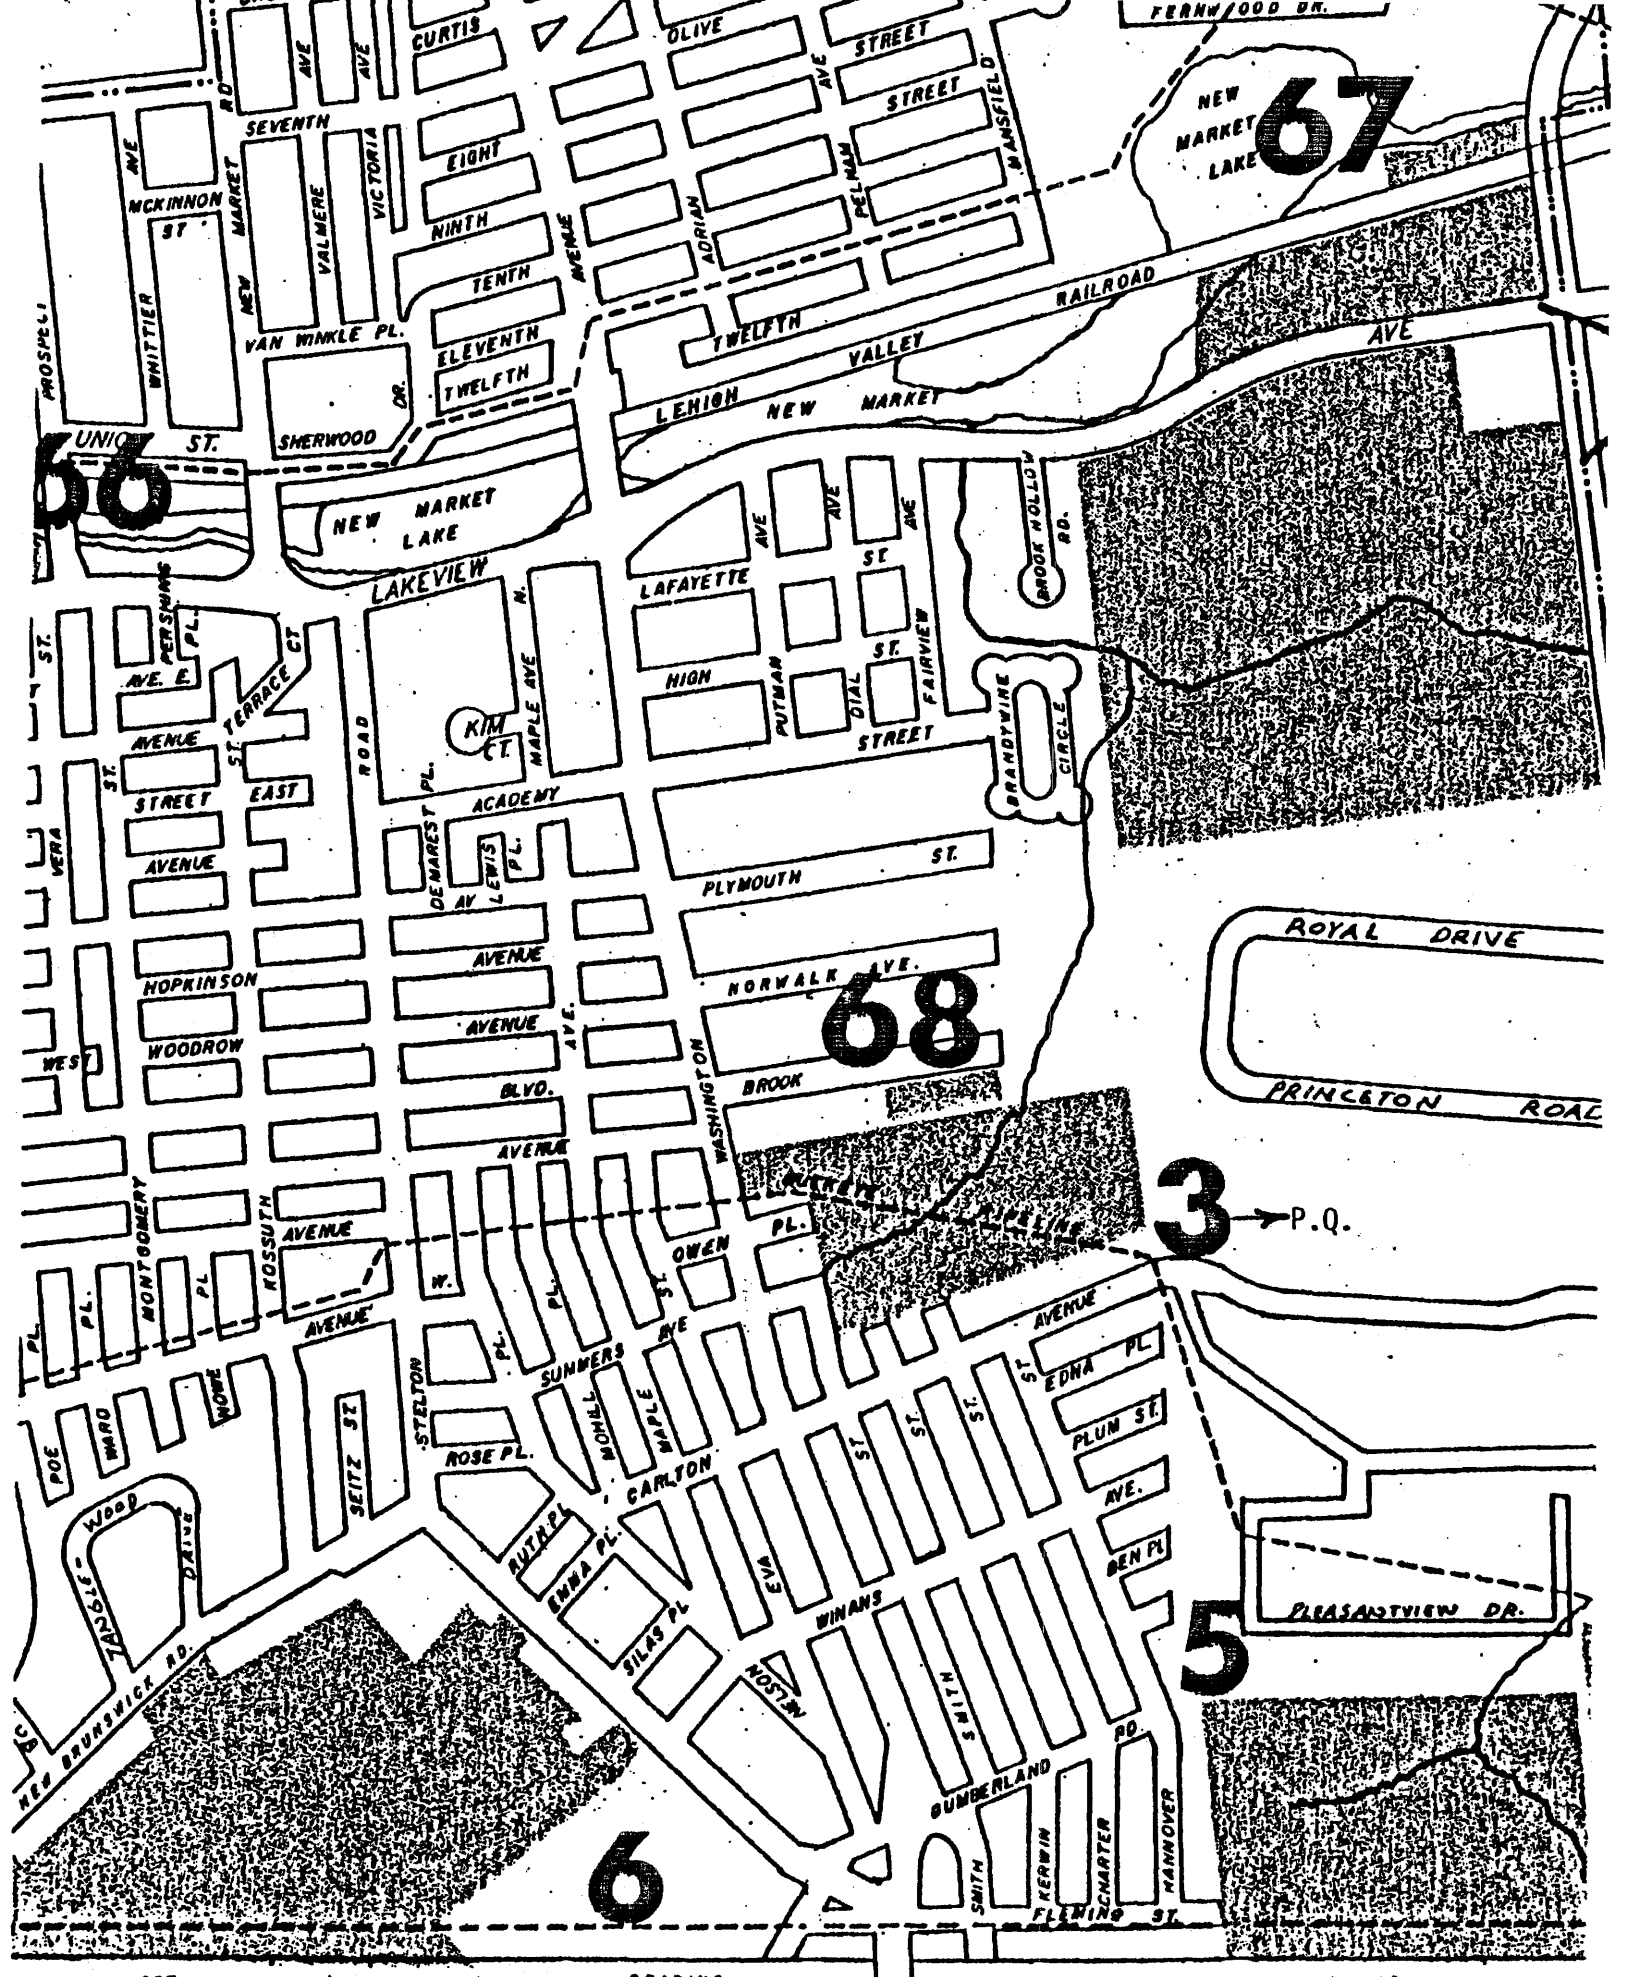 FERNWOOD DR.
CURTIS
OLIVE
STREET
AVE
AVE
AVE
RD
STREET
MANSFIELD
NEW
MARKET
LAKE
67
SEVENTH
AVE
VICTORIA
EIGHT
MCKINNON
ST
MARKET
VALMERE
NINTH
PELHAM
ADRIAN
AVENUE
TENTH
NEW
WHITTIER
VAN WINKLE PL.
ELEVENTH
TWELFTH
TWELFTH
RAILROAD
VALLEY
LEHIGH
AVE
NEW MARKET
DR.
SHERWOOD
UNION ST.
66
NEW MARKET
LAKE
LAKEVIEW
AVE
AVE
AVE
ST.
BROOK HOLLOW
RD.
LAFAYETTE
N.
PERSHING
PL.
ST.
CT
TERRACE
AVE. E.
HIGH
ST.
FAIRVIEW
PUTMAN
DIAL
MAPLE AVE
KIM
CT.
AVENUE
ST.
ROAD
STREET
BRANDYWINE
CIRCLE
ST.
STREET
EAST
ACADEMY
DEMAREST PL.
LEWIS
PL.
VERA
AVENUE
AV
PLYMOUTH
ST.
ROYAL DRIVE
AVENUE
HOPKINSON
NORWALK AVE.
68
AVENUE
AVE.
WOODROW
WEST
BLVD.
BROOK
WASHINGTON
PRINCETON ROAD
AVENUE
BUCKEYE
PIPELINE
3
P.Q.
MONTGOMERY
KOSSUTH
AVENUE
OWEN
PL.
PL.
PL.
PL
W.
PL.
ST.
AVENUE
AVENUE
AVE
SUMMERS
PL.
EDNA PL.
ST
STELTON
HOWE
WARD
POE
SEITZ ST
MOHILL
MAPLE
PLUM ST.
ST.
ST.
ST
ROSE PL.
CARLTON
AVE.
WOOD
TANGLE-
DRIVE
RUTH PL
EMMA PL.
BEN PL
EVA
WINANS
SILAS PL
NELSON
5
PLEASANTVIEW DR.
NEW BRUNSWICK RD.
SMITH
RD
CUMBERLAND
6
SMITH
KERWIN
CHARTER
HANNOVER
FLEMING ST.